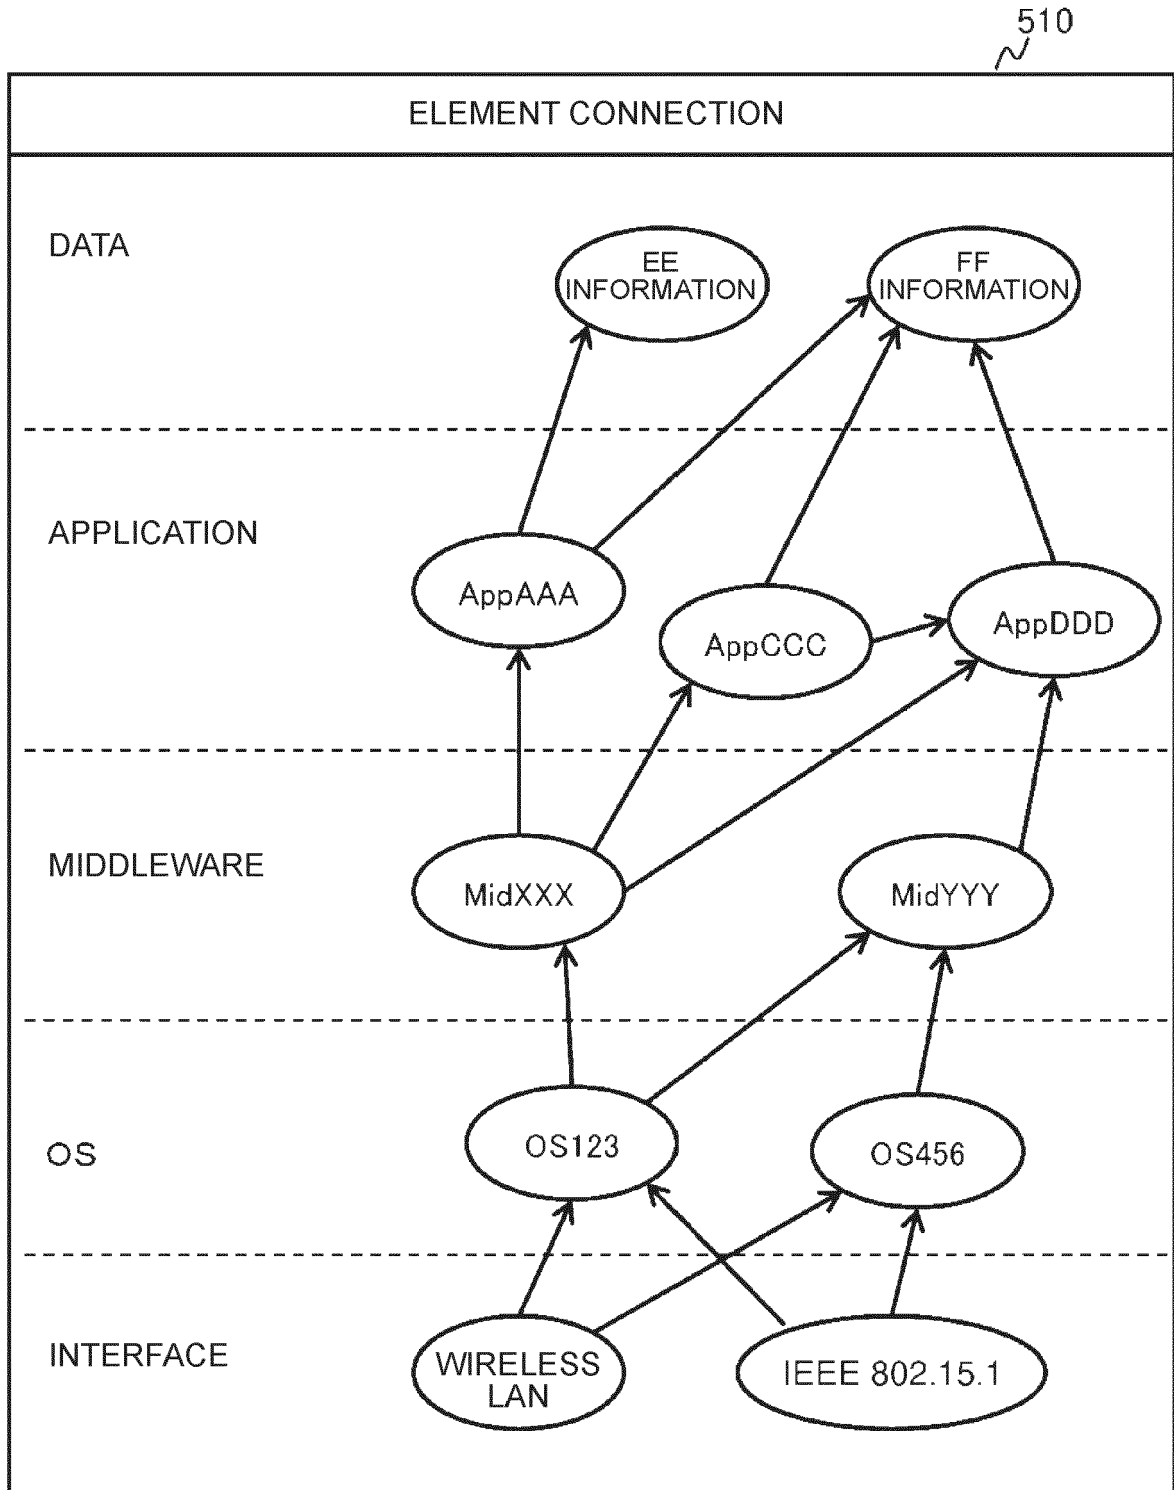 510
ELEMENT CONNECTION
DATA
EE
INFORMATION
FF
INFORMATION
APPLICATION
AppAAA
AppCCC
AppDDD
MIDDLEWARE
MidXXX
MidYYY
OS
OS123
OS456
INTERFACE
WIRELESS
LAN
IEEE 802.15.1